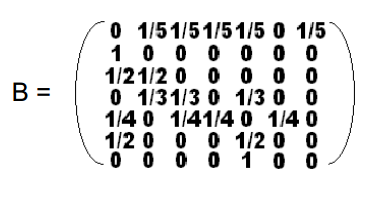 B =
0 1/5 1/5 1/5 1/5 0 1/5
1 0 0 0 0 0 0
1/2 1/2 0 0 0 0 0
0 1/3 1/3 0 1/3 0 0
1/4 0 1/4 1/4 0 1/4 0
1/2 0 0 0 1/2 0 0
0 0 0 0 1 0 0